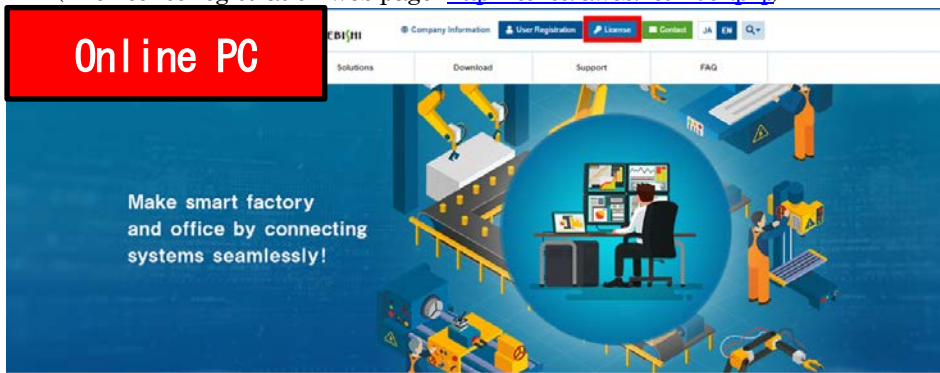 Online PC
Company Information User Registration License Contact JA EN
Solutions Download Support FAQ
Make smart factory
and office by connecting
systems seamlessly!